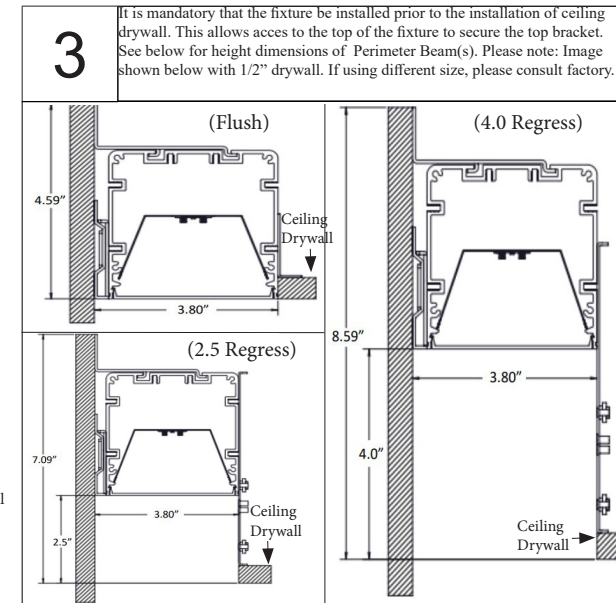 3
It is mandatory that the fixture be installed prior to the installation of ceiling
drywall. This allows acces to the top of the fixture to secure the top bracket.
See below for height dimensions of Perimeter Beam(s). Please note: Image
shown below with 1/2” drywall. If using different size, please consult factory.
(Flush)
4.59”
Ceiling
Drywall
3.80”
(4.0 Regress)
8.59”
3.80”
4.0”
Ceiling
Drywall
(2.5 Regress)
7.09”
3.80”
2.5”
Ceiling
Drywall
l